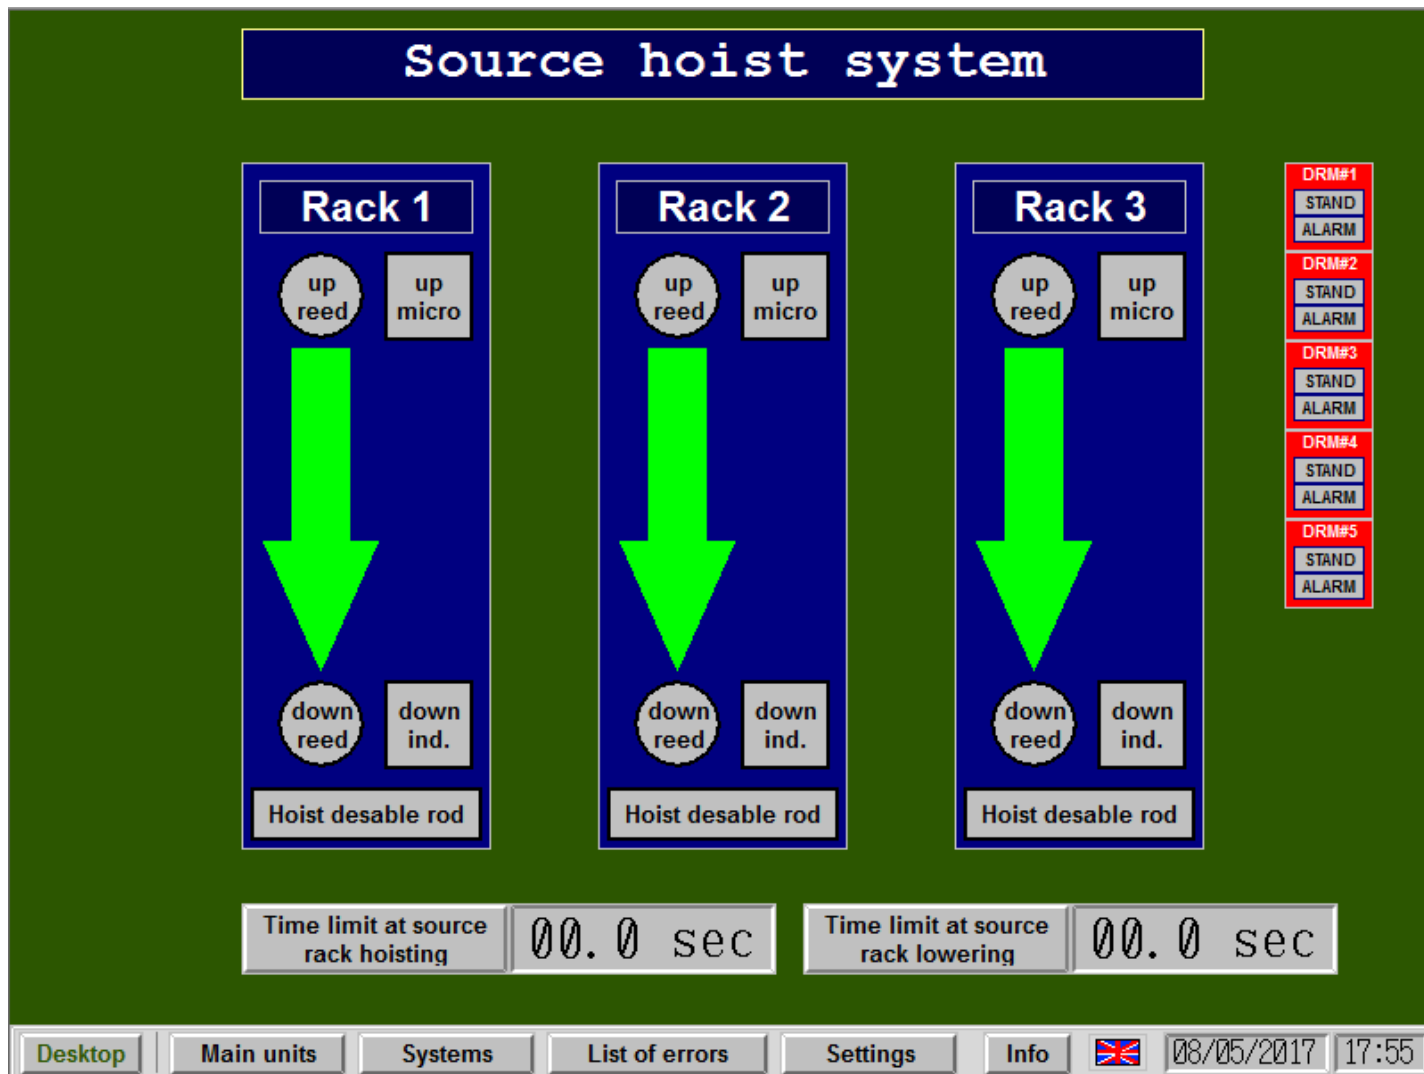 Source hoist system
Rack 1
up
reed
up
micro
down
reed
down
ind.
Hoist desable rod
Rack 2
up
reed
up
micro
down
reed
down
ind.
Hoist desable rod
Rack 3
up
reed
up
micro
down
reed
down
ind.
Hoist desable rod
DRM#1
STAND
ALARM
DRM#2
STAND
ALARM
DRM#3
STAND
ALARM
DRM#4
STAND
ALARM
DRM#5
STAND
ALARM
Time limit at source
rack hoisting
00.0 sec
Time limit at source
rack lowering
00.0 sec
Desktop
Main units
Systems
List of errors
Settings
Info
08/05/2017
17:55